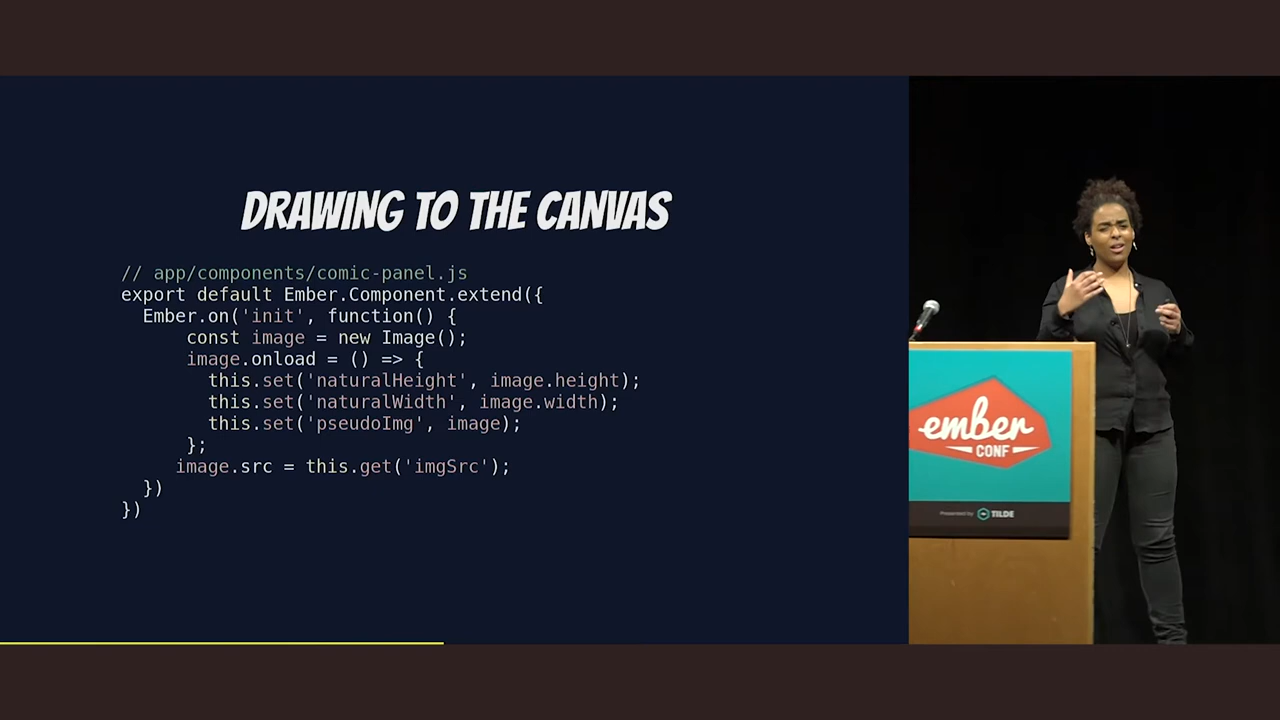 DRAWING TO THE CANVAS
// app/components/comic-panel.js
export default Ember.Component.extend({
  Ember.on('init', function() {
      const image = new Image();
      image.onload = () => {
        this.set('naturalHeight', image.height);
        this.set('naturalWidth', image.width);
        this.set('pseudoImg', image);
      };
     image.src = this.get('imgSrc');
  })
})
ember
CONF
Presented by TILDE